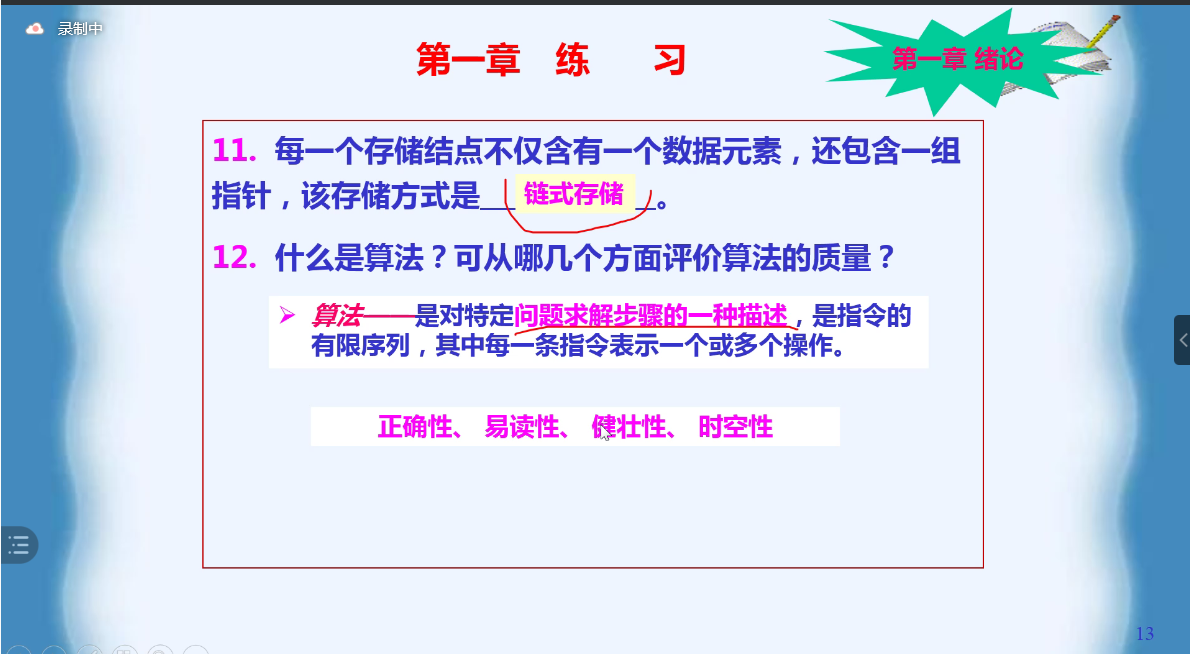 录制中
第一章 练 习
第一章 绪论
11. 每一个存储结点不仅含有一个数据元素，还包含一组
指针，该存储方式是__链式存储__。
12. 什么是算法？可从哪几个方面评价算法的质量？
算法——是对特定问题求解步骤的一种描述，是指令的
有限序列，其中每一条指令表示一个或多个操作。
正确性、 易读性、 健壮性、 时空性
13